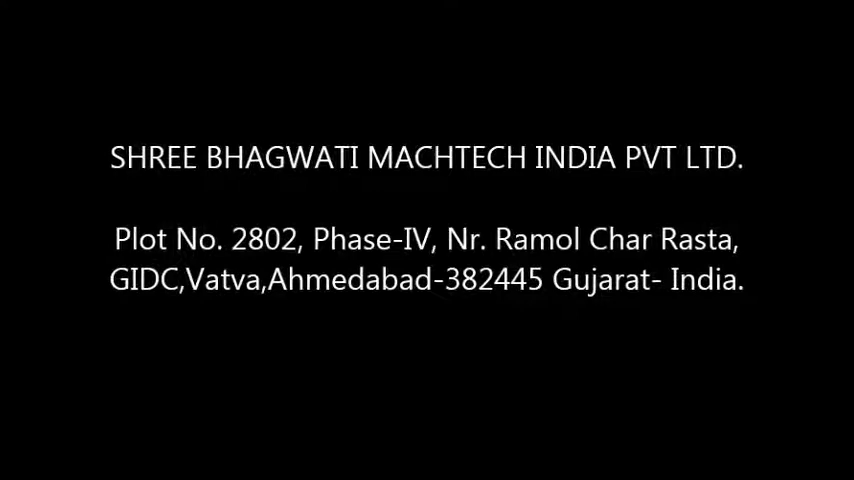 SHREE BHAGWATI MACHTECH INDIA PVT LTD.
Plot No. 2802, Phase-IV, Nr. Ramol Char Rasta,
GIDC,Vatva,Ahmedabad-382445 Gujarat- India.